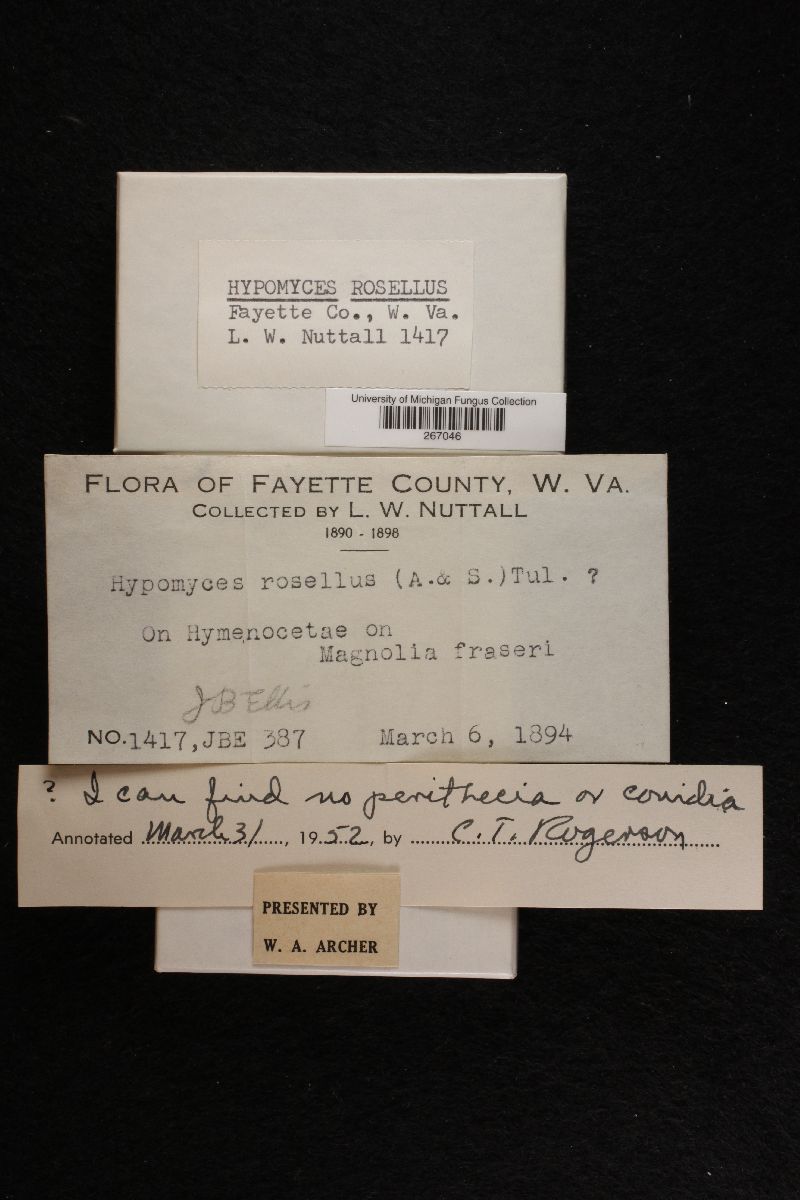 HYPOMYCES ROSELLUS
Fayette Co., W. Va.
L. W. Nuttall 1417
University of Michigan Fungus Collection
267046
FLORA OF FAYETTE COUNTY, W. VA.
COLLECTED BY L. W. NUTTALL
1890 - 1898
Hypomyces rosellus (A.& S.)Tul. ?
On Hymenocetae on
Magnolia fraseri
JB Ellis
NO.1417,JBE 387 March 6, 1894
? I can find no perithecia or conidia
Annotated March 31, 1952, by C. T. Rogerson
PRESENTED BY
W. A. ARCHER